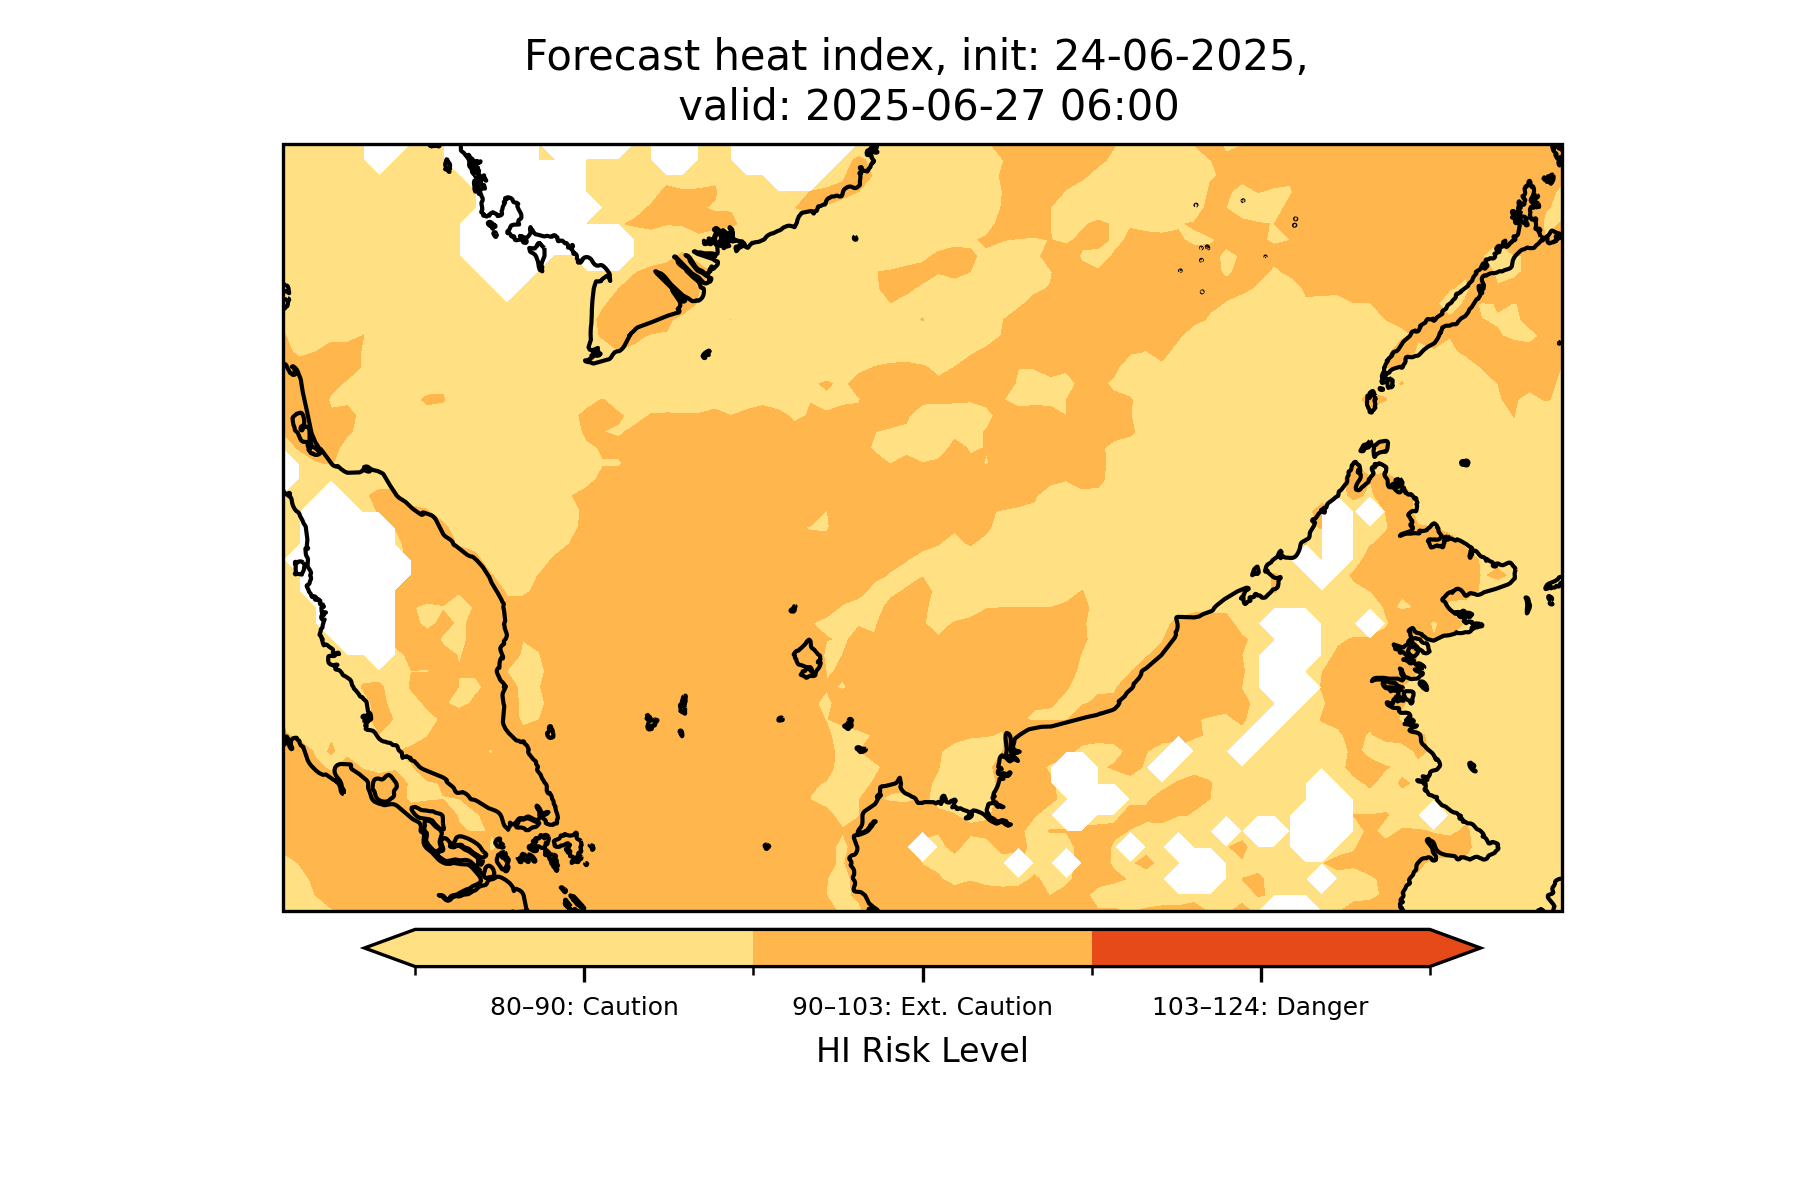 Forecast heat index, init: 24-06-2025,
valid: 2025-06-27 06:00
80–90: Caution
90–103: Ext. Caution
103–124: Danger
HI Risk Level